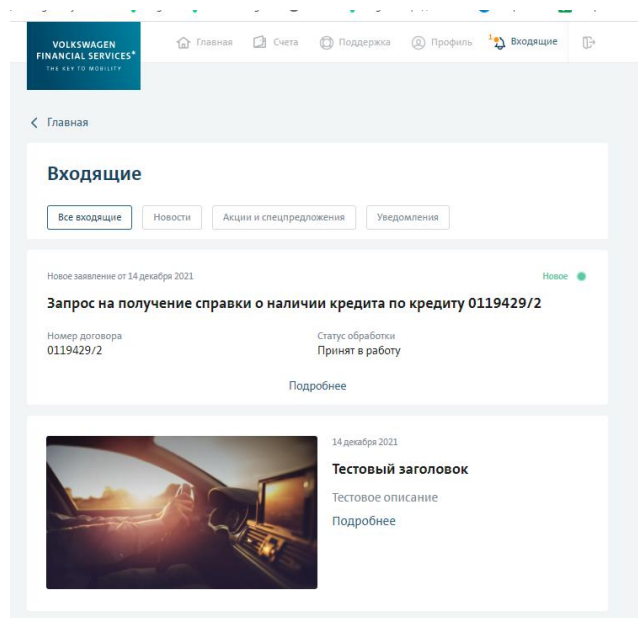 VOLKSWAGEN
FINANCIAL SERVICES*
THE KEY TO MOBILITY
Главная
Счета
Поддержка
Профиль
1
Входящие
Главная
Входящие
Все входящие
Новости
Акции и спецпредложения
Уведомления
Новое заявление от 14 декабря 2021
Новое
Запрос на получение справки о наличии кредита по кредиту 0119429/2
Номер договора
Статус обработки
0119429/2
Принят в работу
Подробнее
14 декабря 2021
Тестовый заголовок
Тестовое описание
Подробнее